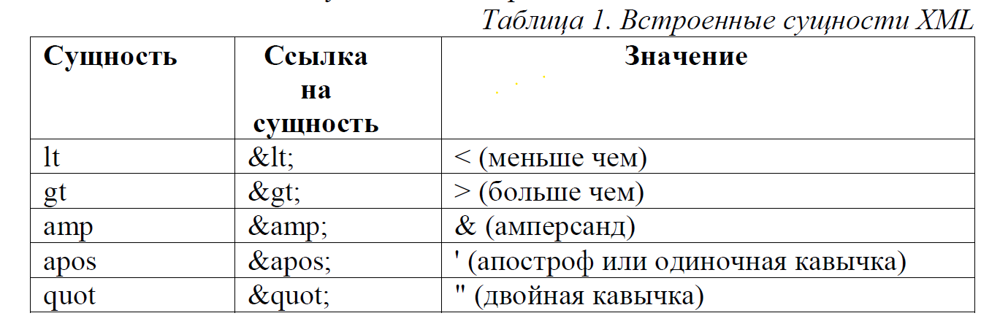 Таблица 1. Встроенные сущности XML
Сущность Ссылка на сущность Значение
lt &lt; < (меньше чем)
gt &gt; > (больше чем)
amp &amp; & (амперсанд)
apos &apos; ' (апостроф или одиночная кавычка)
quot &quot; " (двойная кавычка)